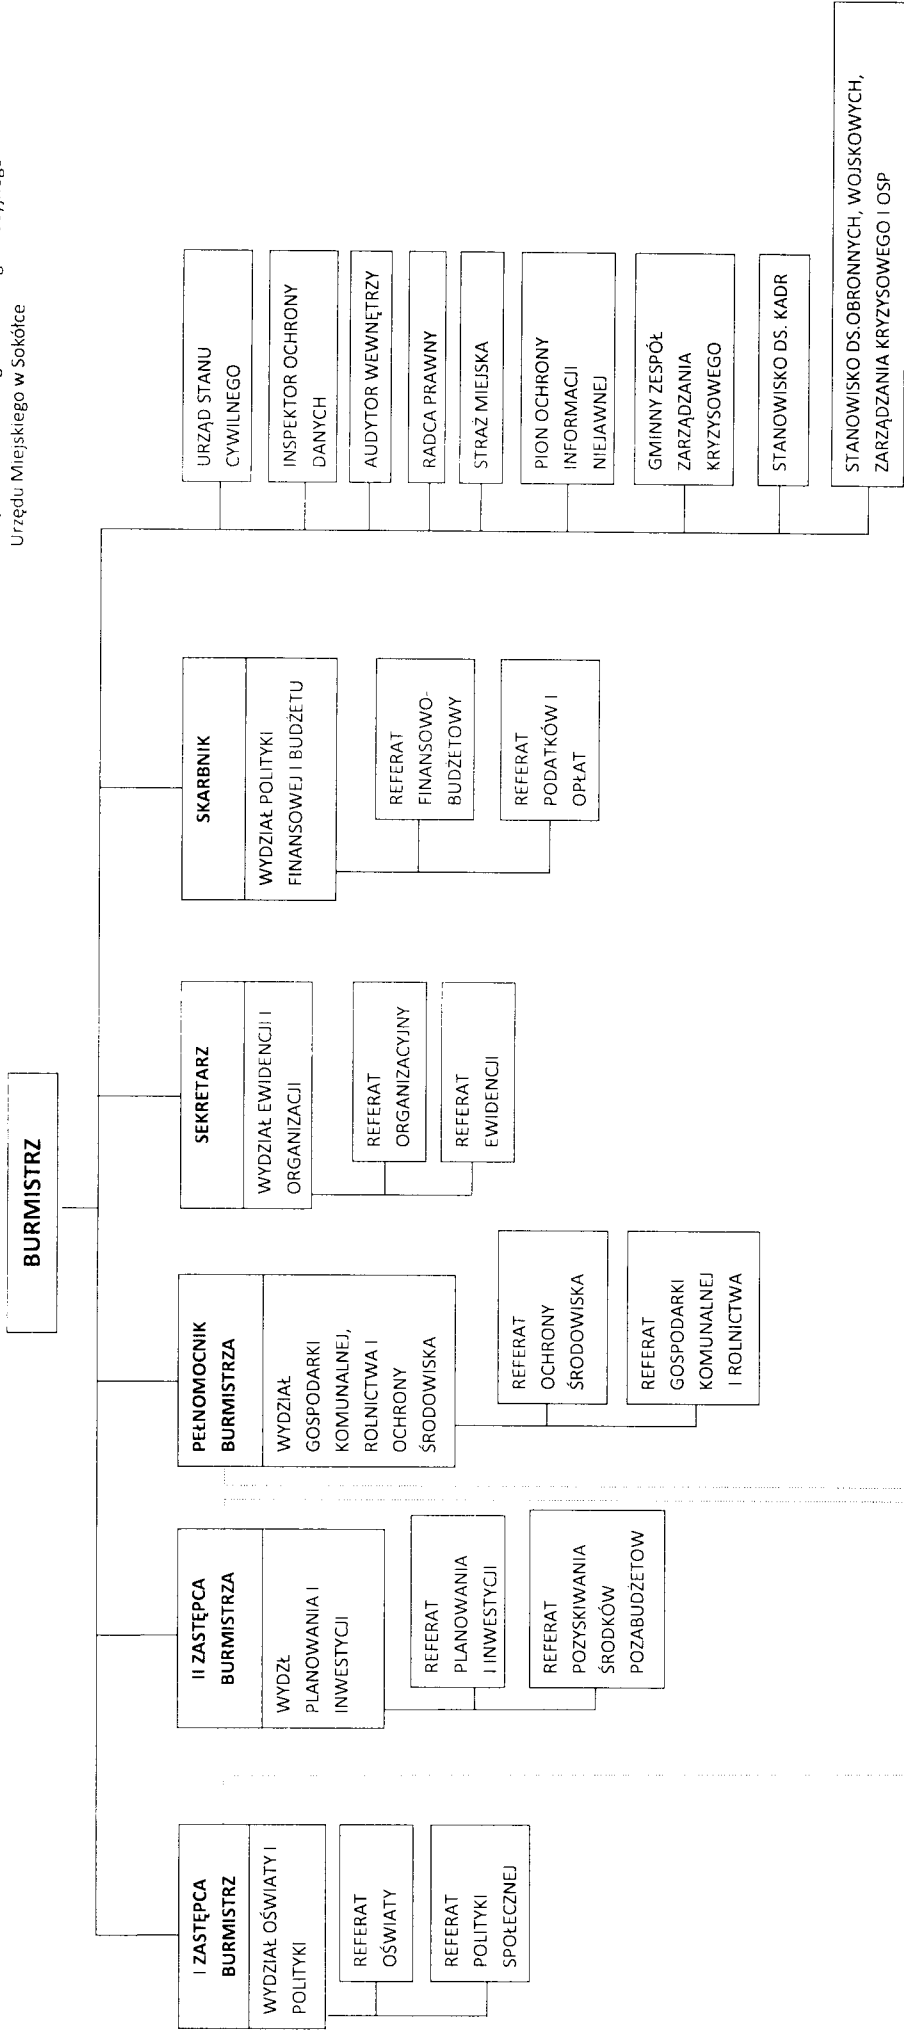 Urzędu Miejskiego w Sokółce
BURMISTRZ
I ZASTĘPCA
BURMISTRZ
WYDZIAŁ OŚWIATY I
POLITYKI
REFERAT
OŚWIATY
REFERAT
POLITYKI
SPOŁECZNEJ
II ZASTĘPCA
BURMISTRZA
WYDZŁ
PLANOWANIA I
INWESTYCJI
REFERAT
PLANOWANIA
I INWESTYCJI
REFERAT
POZYSKIWANIA
ŚRODKÓW
POZABUDŻETOW
PEŁNOMOCNIK
BURMISTRZA
WYDZIAŁ
GOSPODARKI
KOMUNALNEJ,
ROLNICTWA I
OCHRONY
ŚRODOWISKA
REFERAT
OCHRONY
ŚRODOWISKA
REFERAT
GOSPODARKI
KOMUNALNEJ
I ROLNICTWA
SEKRETARZ
WYDZIAŁ EWIDENCJI I
ORGANIZACJI
REFERAT
ORGANIZACYJNY
REFERAT
EWIDENCJI
SKARBNIK
WYDZIAŁ POLITYKI
FINANSOWEJ I BUDŻETU
REFERAT
FINANSOWO-
BUDŻETOWY
REFERAT
PODATKÓW I
OPŁAT
URZĄD STANU
CYWILNEGO
INSPEKTOR OCHRONY
DANYCH
AUDYTOR WEWNĘTRZY
RADCA PRAWNY
STRAŻ MIEJSKA
PION OCHRONY
INFORMACJI
NIEJAWNEJ
GMINNY ZESPÓŁ
ZARZĄDZANIA
KRYZYSOWEGO
STANOWISKO DS. KADR
STANOWISKO DS.OBRONNYCH, WOJSKOWYCH,
ZARZĄDZANIA KRYZYSOWEGO I OSP